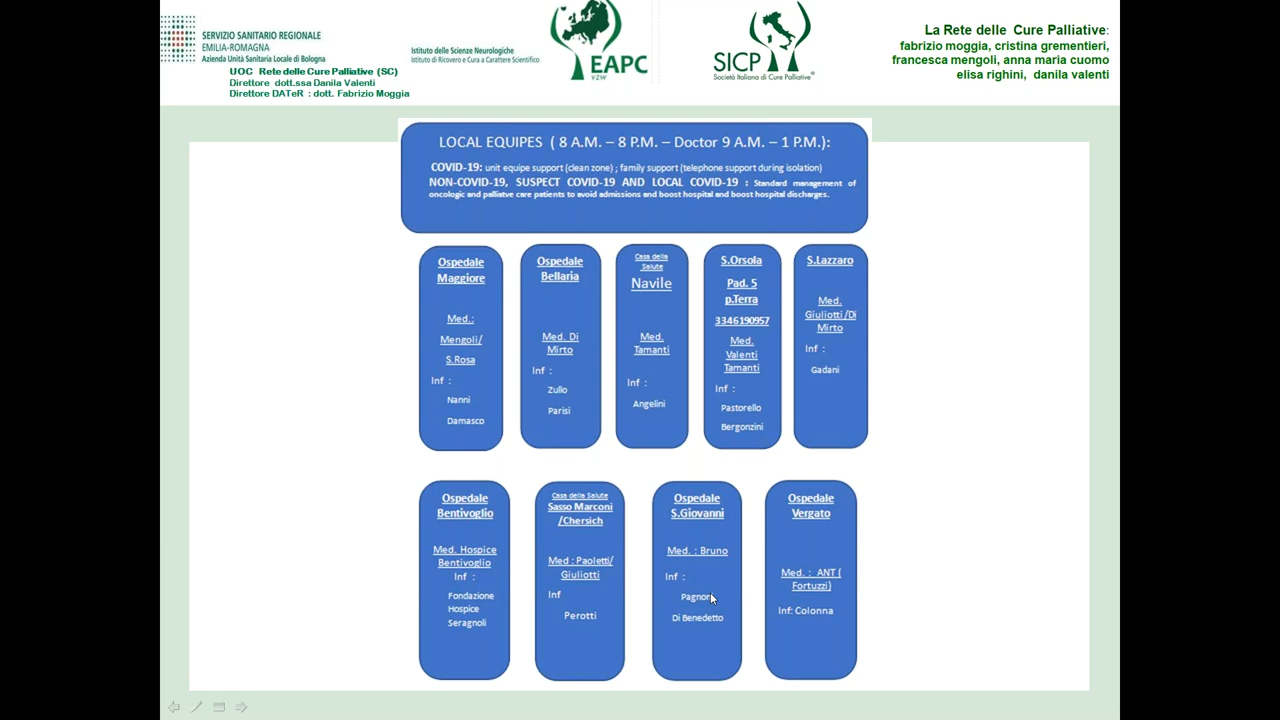 SERVIZIO SANITARIO REGIONALE
EMILIA-ROMAGNA
Azienda Unità Sanitaria Locale di Bologna
Istituto delle Scienze Neurologiche
Istituto di Ricovero e Cura a Carattere Scientifico
UOC Rete delle Cure Palliative (SC)
Direttore dott.ssa Danila Valenti
Direttore DATeR : dott. Fabrizio Moggia
EAPC
VZW
SICP
Società Italiana di Cure Palliative
La Rete delle Cure Palliative:
fabrizio moggia, cristina grementieri,
francesca mengoli, anna maria cuomo
elisa righini, danila valenti
LOCAL EQUIPES ( 8 A.M. – 8 P.M. – Doctor 9 A.M. – 1 P.M.):
COVID-19: unit equipe support (clean zone) ; family support (telephone support during isolation)
NON-COVID-19, SUSPECT COVID-19 AND LOCAL COVID-19 : Standard management of
oncologic and palliatve care patients to avoid admissions and boost hospital and boost hospital discharges.
Ospedale
Maggiore
Med.:
Mengoli/
S.Rosa
Inf :
Nanni
Damasco
Ospedale
Bellaria
Med. Di
Mirto
Inf :
Zullo
Parisi
Casa della
Salute
Navile
Med.
Tamanti
Inf :
Angelini
S.Orsola
Pad. 5
p.Terra
3346190957
Med.
Valenti
Tamanti
Inf :
Pastorello
Bergonzini
S.Lazzaro
Med.
Giuliotti/Di
Mirto
Inf :
Gadani
Ospedale
Bentivoglio
Med. Hospice
Bentivoglio
Inf :
Fondazione
Hospice
Seragnoli
Casa della Salute
Sasso Marconi
/Chersich
Med : Paoletti/
Giuliotti
Inf
Perotti
Ospedale
S.Giovanni
Med. : Bruno
Inf :
Di Benedetto
Ospedale
Vergato
Med. : ANT (
Fortuzzi)
Inf: Colonna